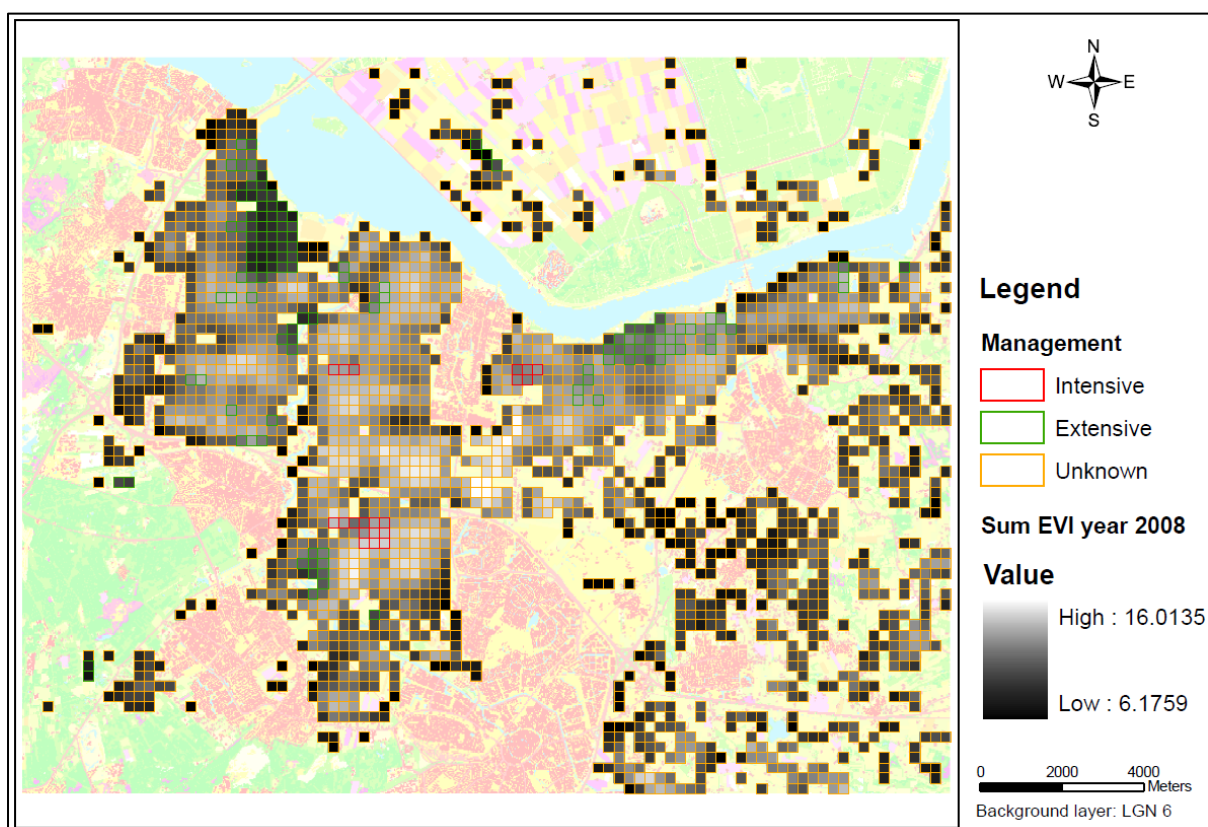 N
W E
S
Legend
Management
Intensive
Extensive
Unknown
Sum EVI year 2008
Value
High : 16.0135
Low : 6.1759
0 2000 4000
Meters
Background layer: LGN 6